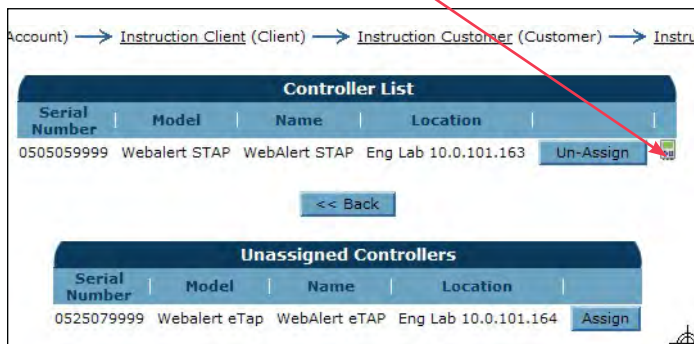 Account) Instruction Client (Client) Instruction Customer (Customer) Instru
Controller List
Serial Number Model Name Location
0505059999 Webalert STAP WebAlert STAP Eng Lab 10.0.101.163 Un-Assign
<< Back
Unassigned Controllers
Serial Number Model Name Location
0525079999 Webalert eTap WebAlert eTAP Eng Lab 10.0.101.164 Assign